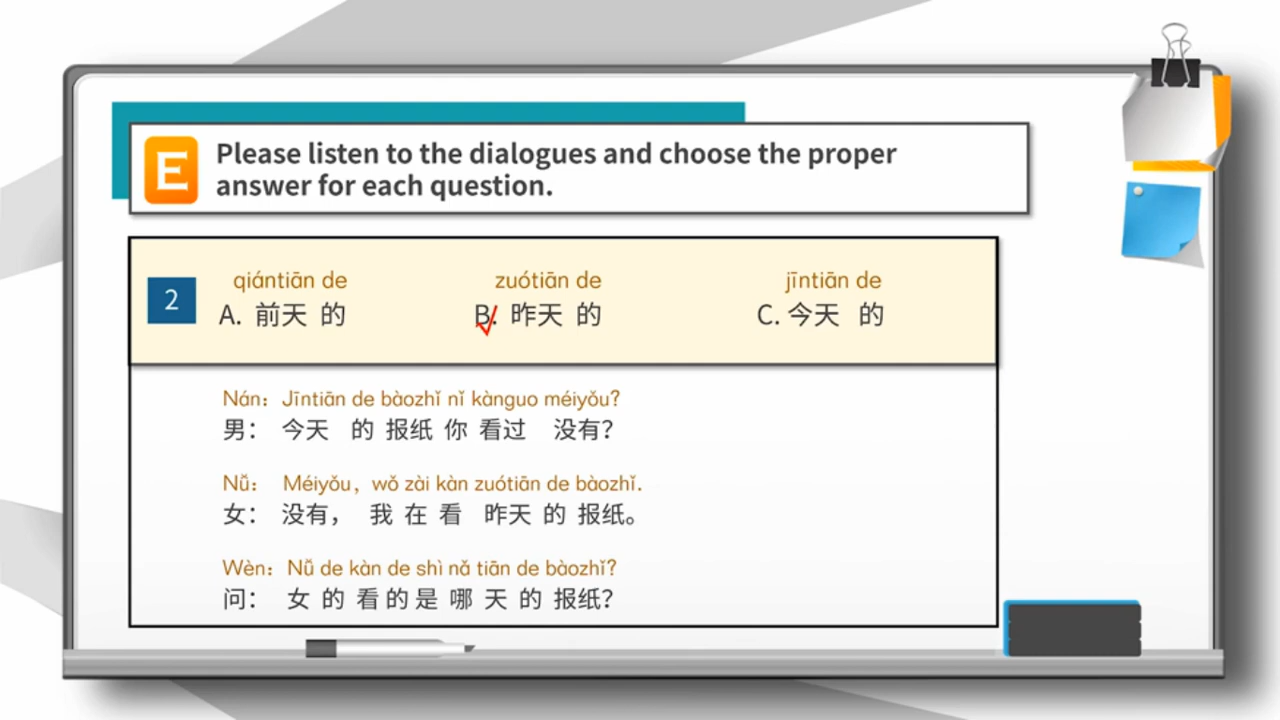 E
Please listen to the dialogues and choose the proper
answer for each question.
2
qiántiān de zuótiān de jīntiān de
A. 前天 的 B. 昨天 的 C. 今天 的
Nán: Jīntiān de bàozhǐ nǐ kànguo méiyǒu?
男： 今天 的 报纸 你 看过 没有？
Nǚ: Méiyǒu, wǒ zài kàn zuótiān de bàozhǐ.
女： 没有， 我 在 看 昨天 的 报纸。
Wèn: Nǚ de kàn de shì nǎ tiān de bàozhǐ?
问： 女 的 看 的 是 哪 天 的 报纸？